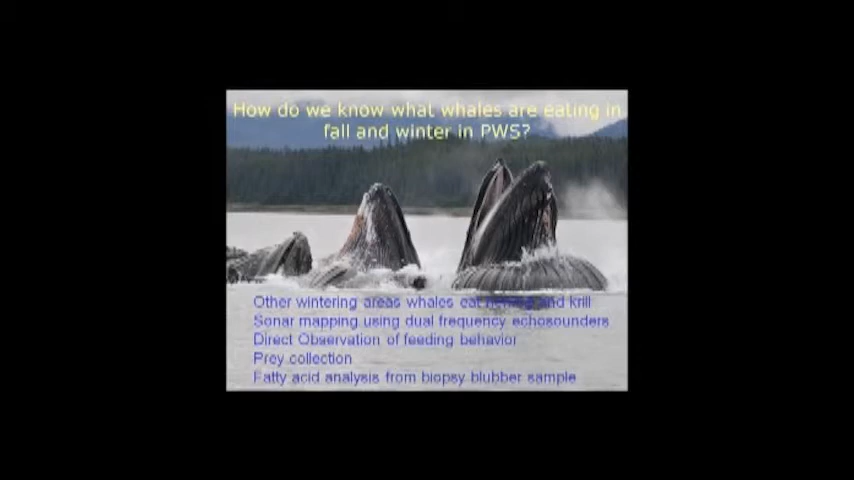 How do we know what whales are eating in
fall and winter in PWS?
Other wintering areas whales eat herring and krill
Sonar mapping using dual frequency echosounders
Direct Observation of feeding behavior
Prey collection
Fatty acid analysis from biopsy blubber sample